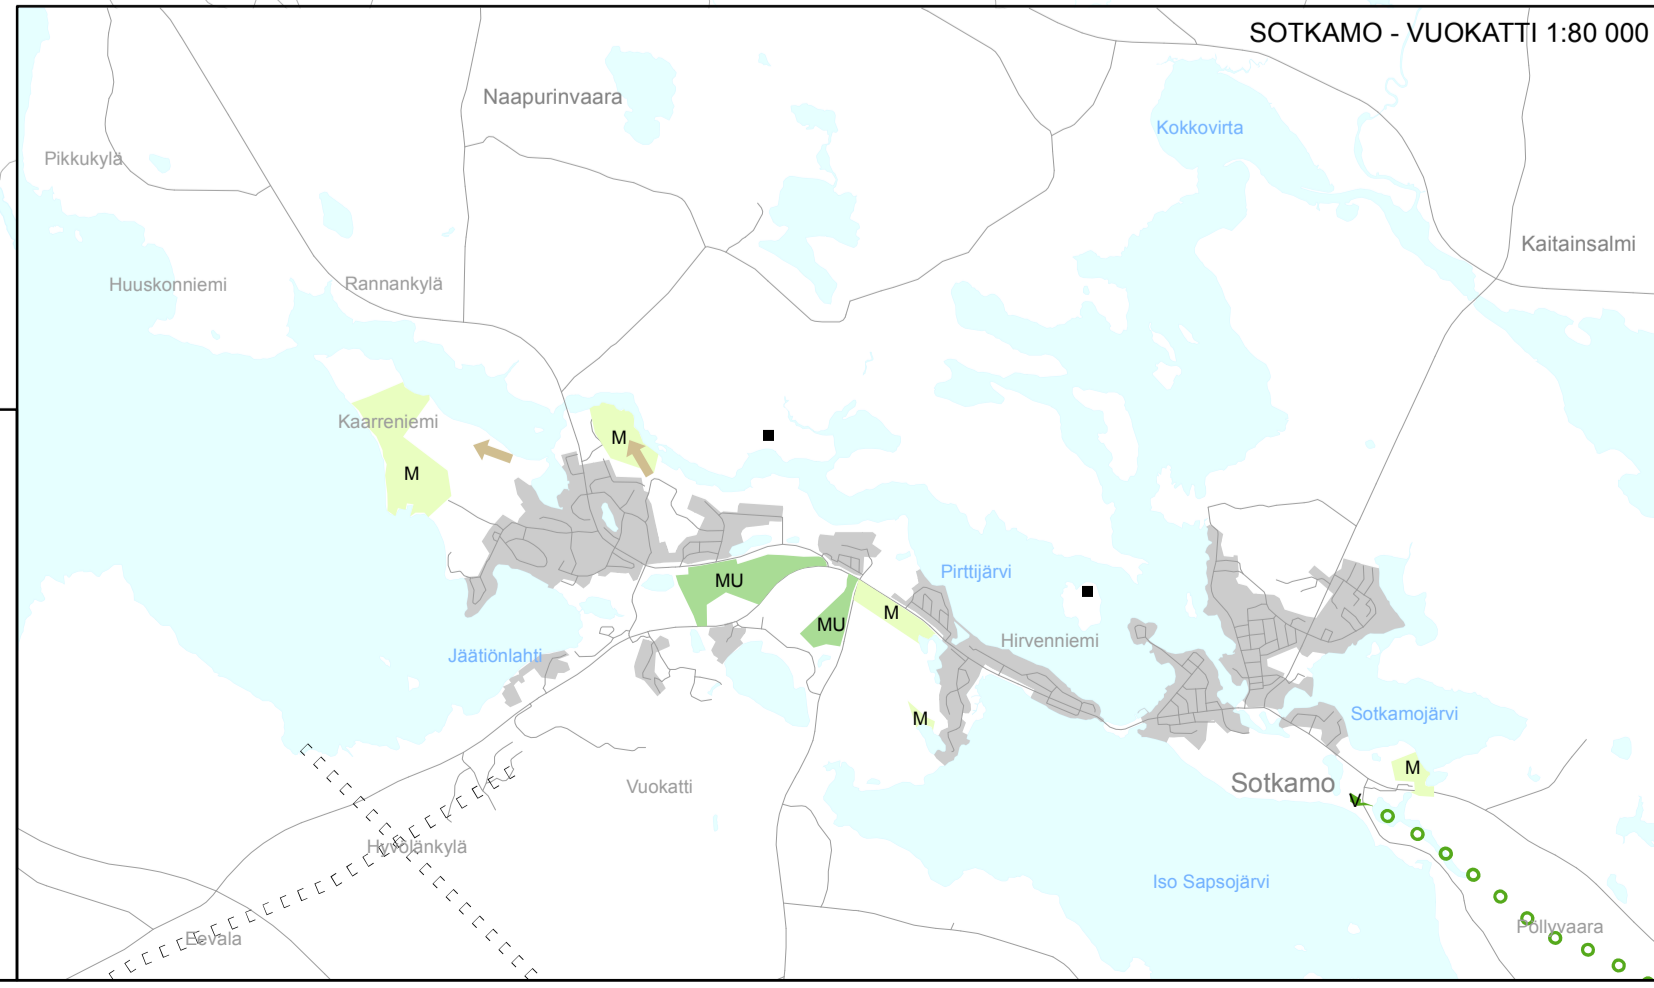 SOTKAMO - VUOKATTI 1:80 000
Naapurinvaara
Kokkovirta
Pikkukylä
Kaitainsalmi
Huuskonniemi
Rannankylä
Kaarreniemi
M
M
Pirttijärvi
MU
M
MU
Hirvenniemi
Jäätiönlahti
M
Sotkamojärvi
M
Sotkamo
Vuokatti
V
Hyvölänkylä
Iso Sapsojärvi
Pöllyvaara
Eevala